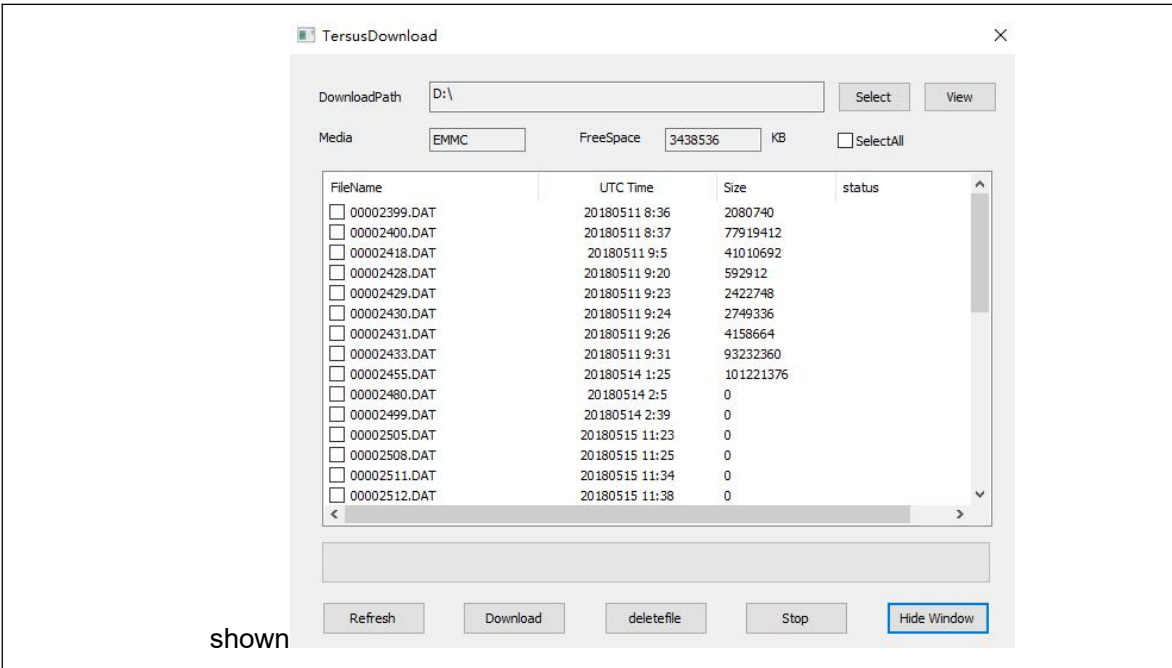 TersusDownload
DownloadPath D:\ Select View
Media EMMC FreeSpace 3438536 KB SelectAll
FileName UTC Time Size status
00002399.DAT 20180511 8:36 2080740
00002400.DAT 20180511 8:37 77919412
00002418.DAT 20180511 9:5 41010692
00002428.DAT 20180511 9:20 592912
00002429.DAT 20180511 9:23 2422748
00002430.DAT 20180511 9:24 2749336
00002431.DAT 20180511 9:26 4158664
00002433.DAT 20180511 9:31 93232360
00002455.DAT 20180514 1:25 101221376
00002480.DAT 20180514 2:5 0
00002499.DAT 20180514 2:39 0
00002505.DAT 20180515 11:23 0
00002508.DAT 20180515 11:25 0
00002511.DAT 20180515 11:34 0
00002512.DAT 20180515 11:38 0
Refresh Download deletefile Stop Hide Window
shown